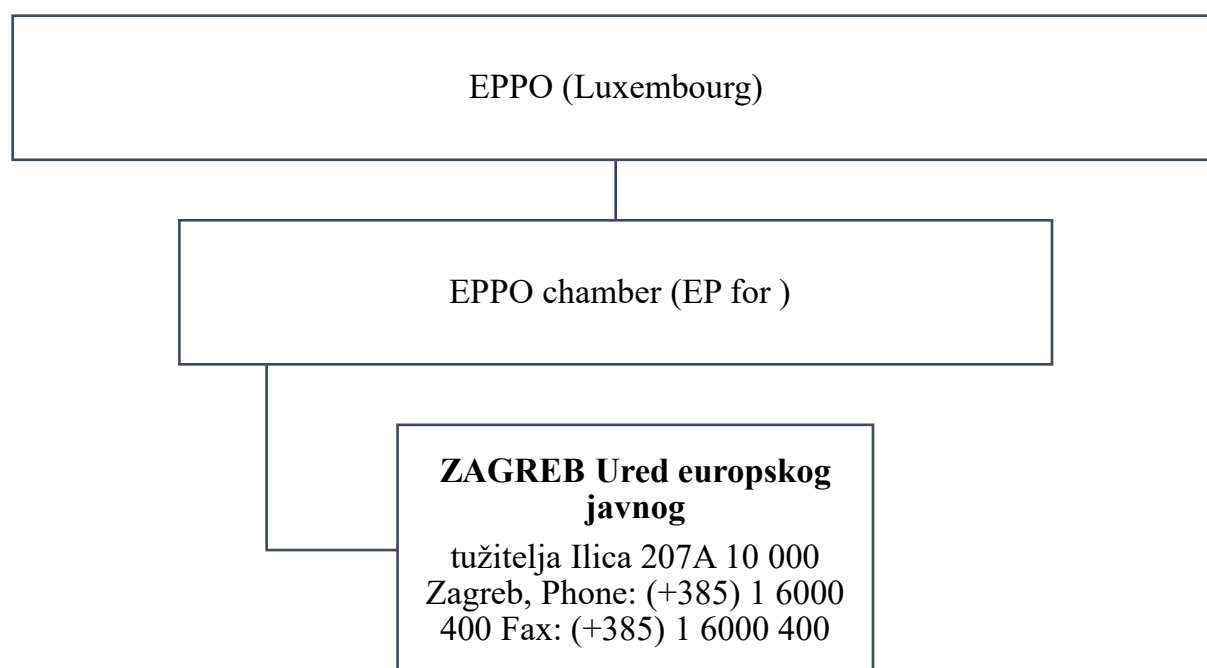 EPPO (Luxembourg)
EPPO chamber (EP for )
ZAGREB Ured europskog
javnog
tužitelja Ilica 207A 10 000
Zagreb, Phone: (+385) 1 6000
400 Fax: (+385) 1 6000 400